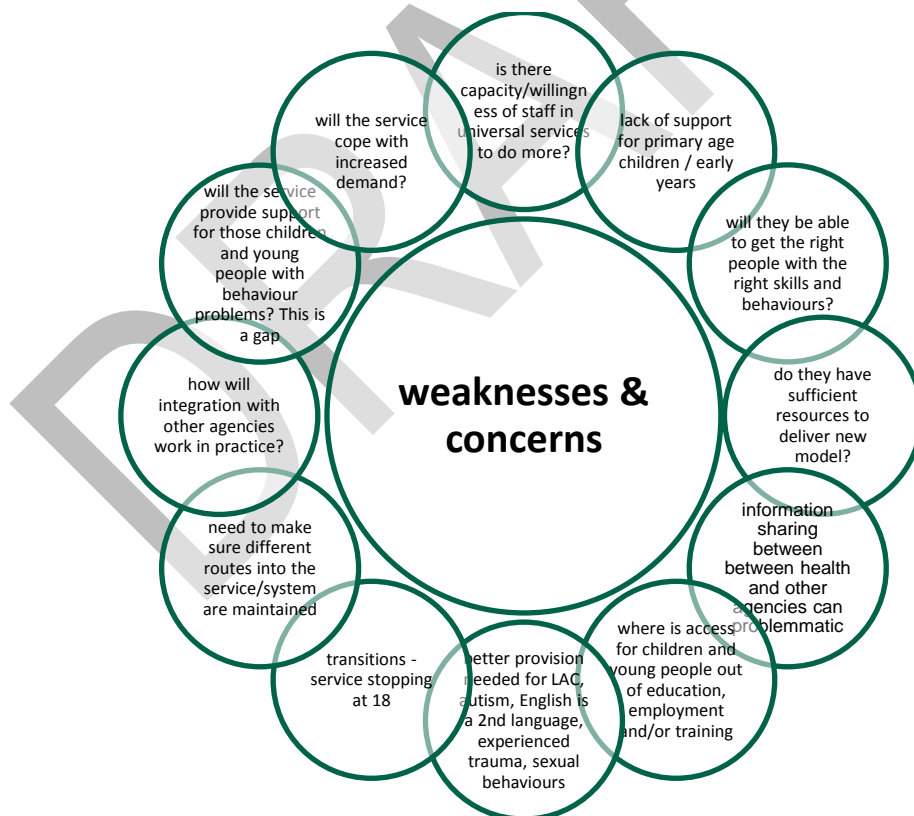 DRAFT
is there
capacity/willingn
ess of staff in
universal services
to do more?
lack of support
for primary age
children / early
years
will they be able
to get the right
people with the
right skills and
behaviours?
do they have
sufficient
resources to
deliver new
model?
information
sharing
between
between health
and other
agencies can
problemmatic
where is access
for children and
young people out
of education,
employment
and/or training
better provision
needed for LAC,
autism, English is
a 2nd language,
experienced
trauma, sexual
behaviours
transitions -
service stopping
at 18
need to make
sure different
routes into the
service/system
are maintained
how will
integration with
other agencies
work in practice?
will the service
provide support
for those children
and young
people with
behaviour
problems? This is
a gap
will the service
cope with
increased
demand?
weaknesses &
concerns